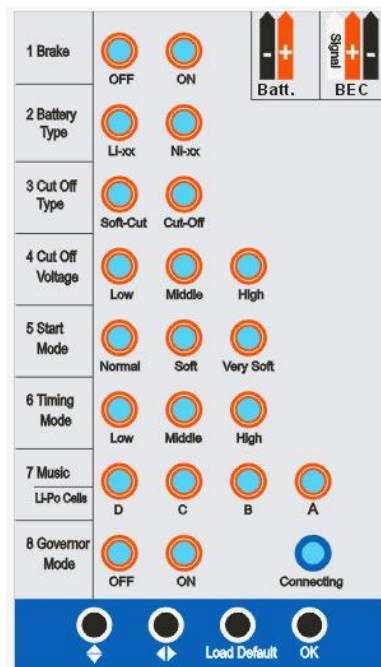 - + Signal + -
Batt. BEC
1 Brake
OFF ON
2 Battery
Type
Li-xx Ni-xx
3 Cut Off
Type
Soft-Cut Cut-Off
4 Cut Off
Voltage
Low Middle High
5 Start
Mode
Normal Soft Very Soft
6 Timing
Mode
Low Middle High
7 Music
Li-Po Cells
D C B A
8 Governor
Mode
OFF ON Connecting
Load Default OK